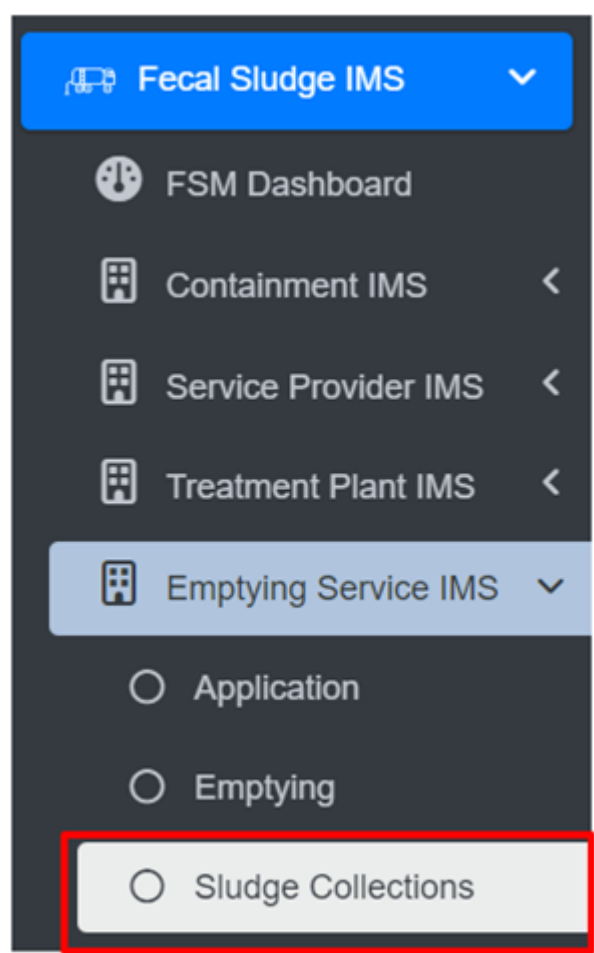 Fecal Sludge IMS
FSM Dashboard
Containment IMS
Service Provider IMS
Treatment Plant IMS
Emptying Service IMS
Application
Emptying
Sludge Collections